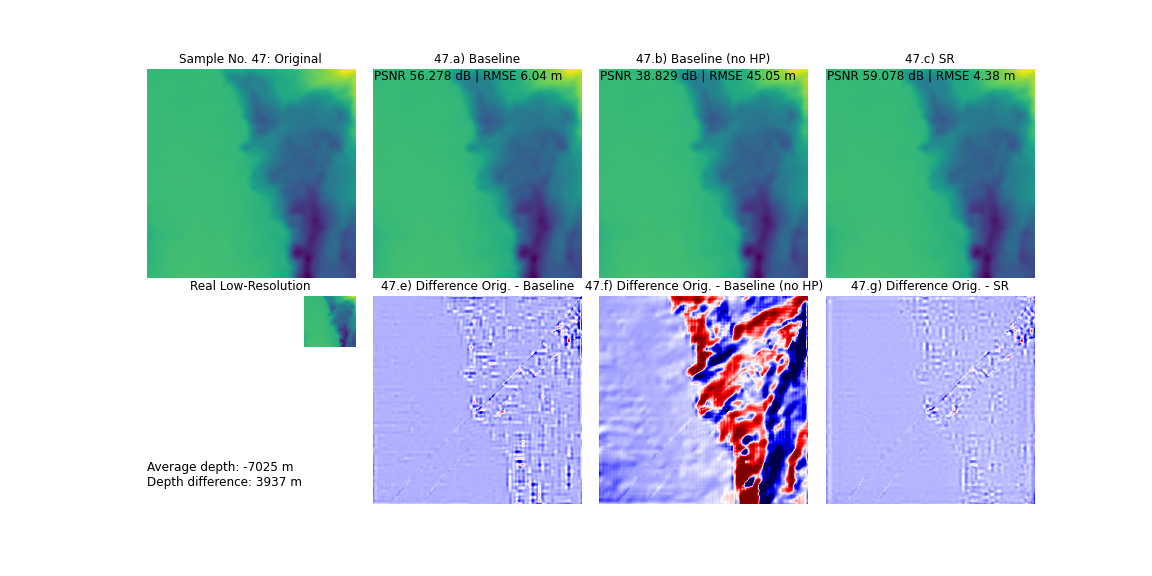 Sample No. 47: Original
47.a) Baseline
47.b) Baseline (no HP)
47.c) SR
PSNR 56.278 dB | RMSE 6.04 m
PSNR 38.829 dB | RMSE 45.05 m
PSNR 59.078 dB | RMSE 4.38 m
Real Low-Resolution
47.e) Difference Orig. - Baseline
47.f) Difference Orig. - Baseline (no HP)
47.g) Difference Orig. - SR
Average depth: -7025 m
Depth difference: 3937 m